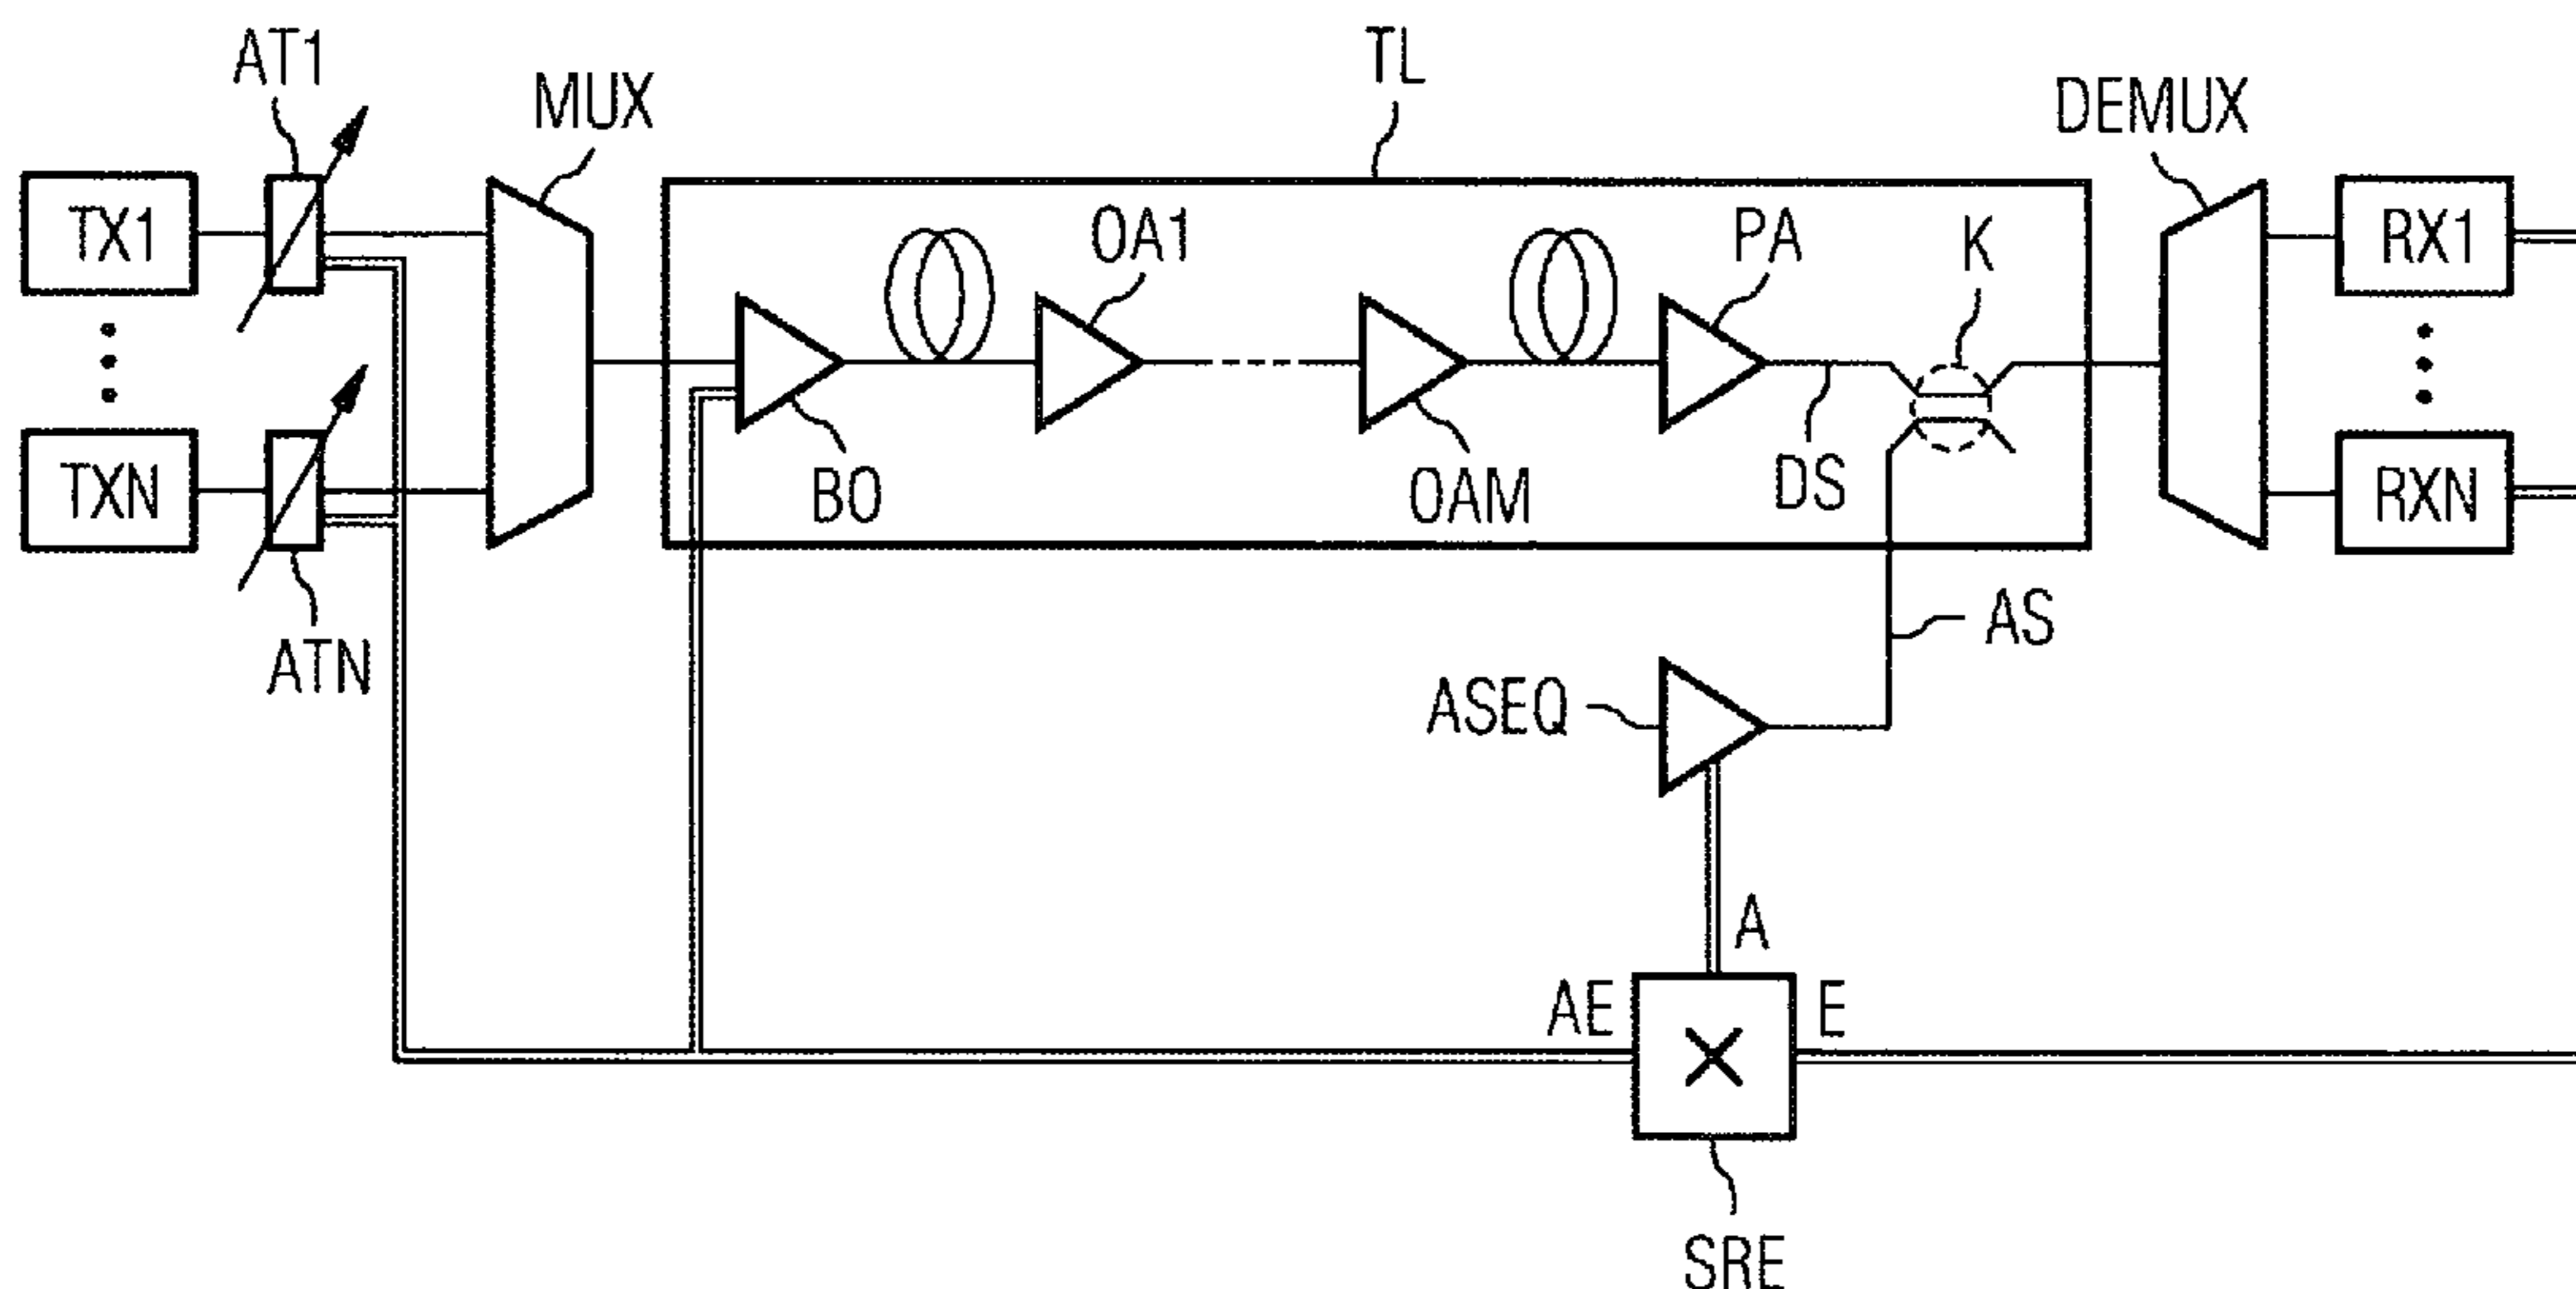 AT1
MUX
TL
DEMUX
TX1
OA1
PA
K
RX1
TXN
BO
OAM
DS
RXN
ATN
AS
ASEQ
A
AE
E
SRE